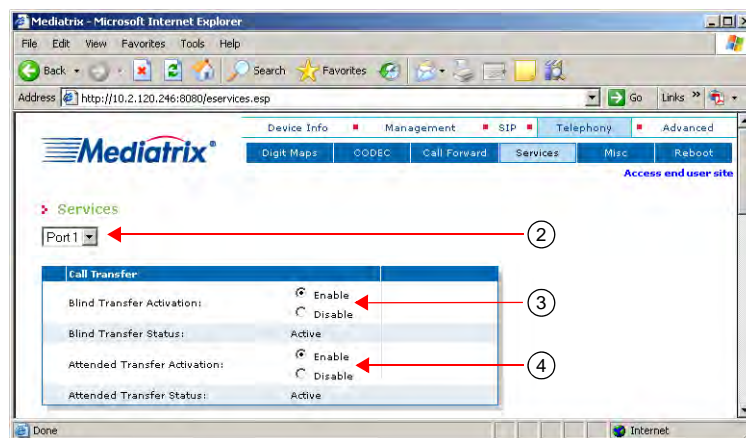 Mediatrix - Microsoft Internet Explorer
File Edit View Favorites Tools Help
Back Search Favorites
Address http://10.2.120.246:8080/eservices.esp Go Links »
Device Info Management SIP Telephony Advanced
Mediatrix®
Digit Maps CODEC Call Forward Services Misc Reboot
Access end user site
Services
Port 1
2
Call Transfer
Blind Transfer Activation: Enable
Disable
3
Blind Transfer Status: Active
Attended Transfer Activation: Enable
Disable
4
Attended Transfer Status: Active
Done Internet